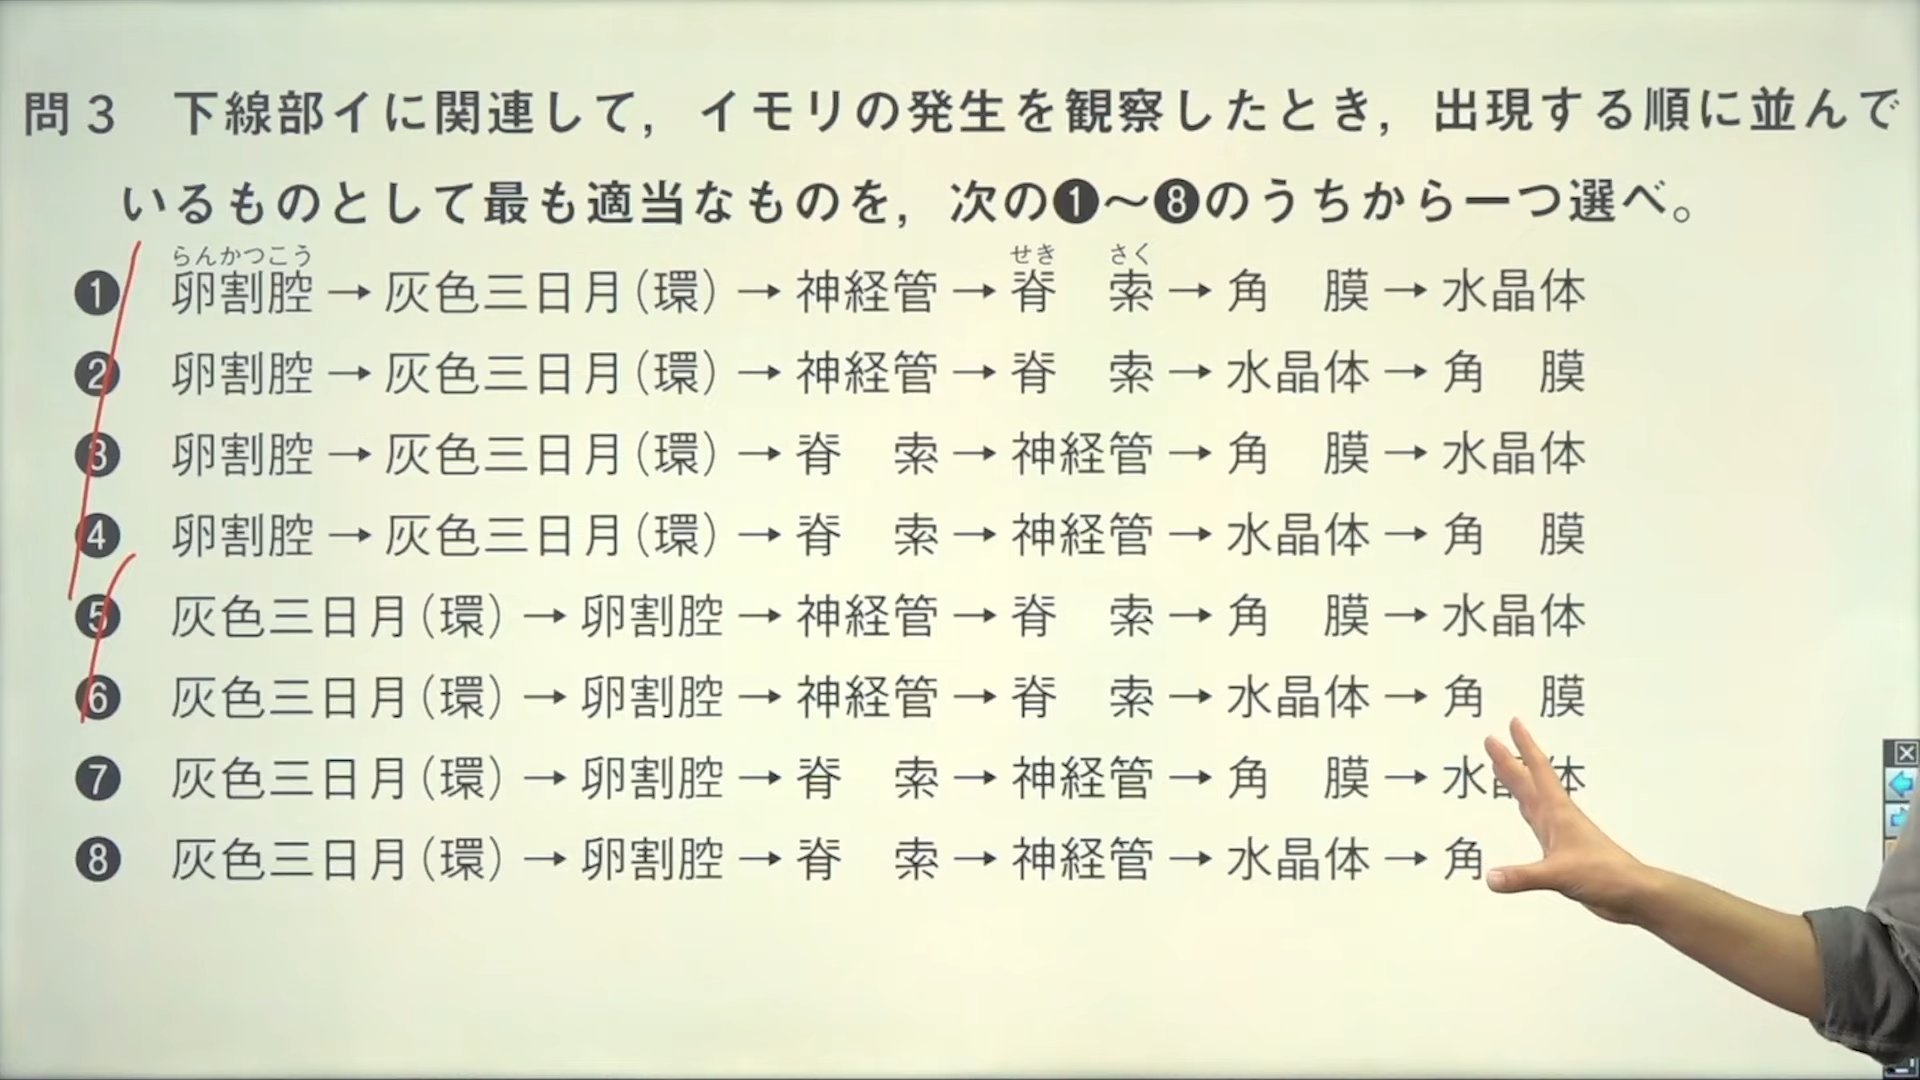 問3 下線部イに関連して，イモリの発生を観察したとき，出現する順に並んで
いるものとして最も適当なものを，次の❶～❽のうちから一つ選べ。
らんかつこう せき さく
❶ 卵割腔→灰色三日月(環)→神経管→脊 索→角 膜→水晶体
❷ 卵割腔→灰色三日月(環)→神経管→脊 索→水晶体→角 膜
❸ 卵割腔→灰色三日月(環)→脊 索→神経管→角 膜→水晶体
❹ 卵割腔→灰色三日月(環)→脊 索→神経管→水晶体→角 膜
❺ 灰色三日月(環)→卵割腔→神経管→脊 索→角 膜→水晶体
❻ 灰色三日月(環)→卵割腔→神経管→脊 索→水晶体→角 膜
❼ 灰色三日月(環)→卵割腔→脊 索→神経管→角 膜→水晶体
❽ 灰色三日月(環)→卵割腔→脊 索→神経管→水晶体→角